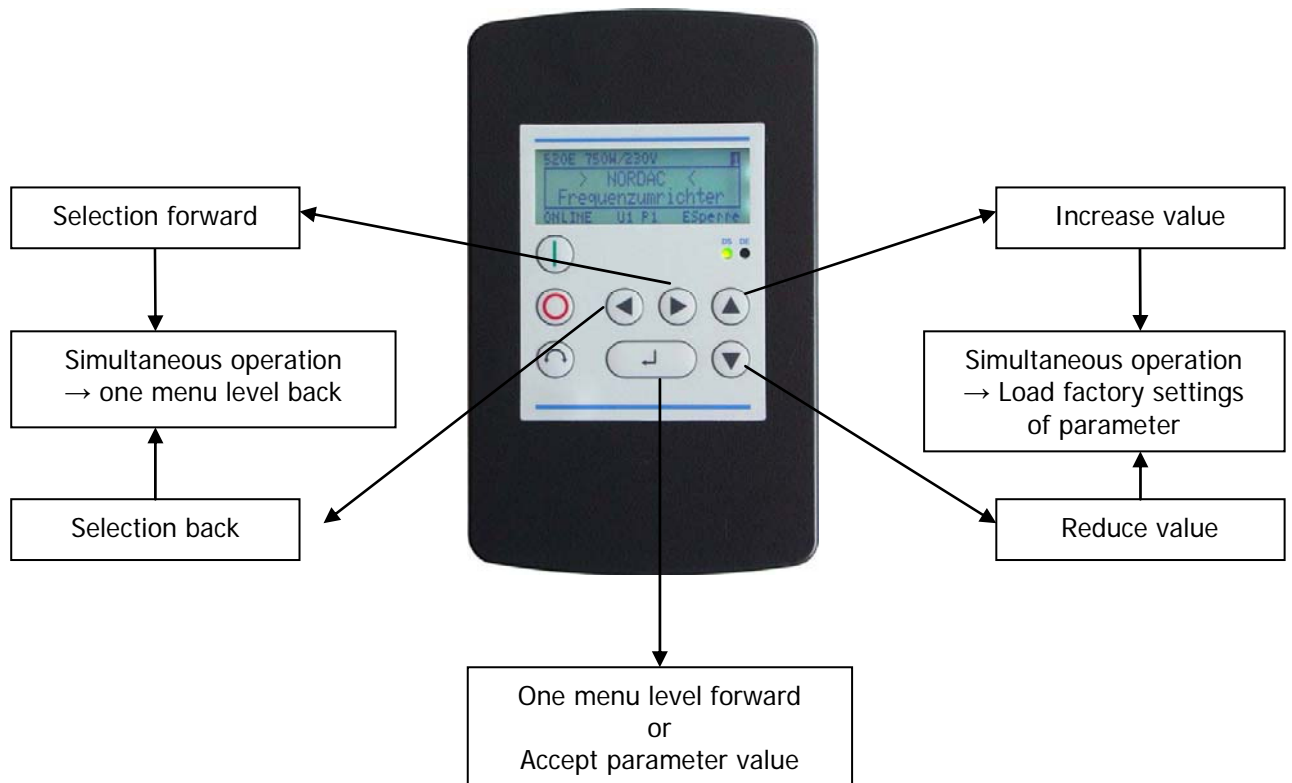 520E 750W/230V 1
> NORDAC <
Frequenzumrichter
ONLINE U1 P1 ESperre
DS DE
Selection forward
Simultaneous operation
→ one menu level back
Selection back
Increase value
Simultaneous operation
→ Load factory settings
of parameter
Reduce value
One menu level forward
or
Accept parameter value